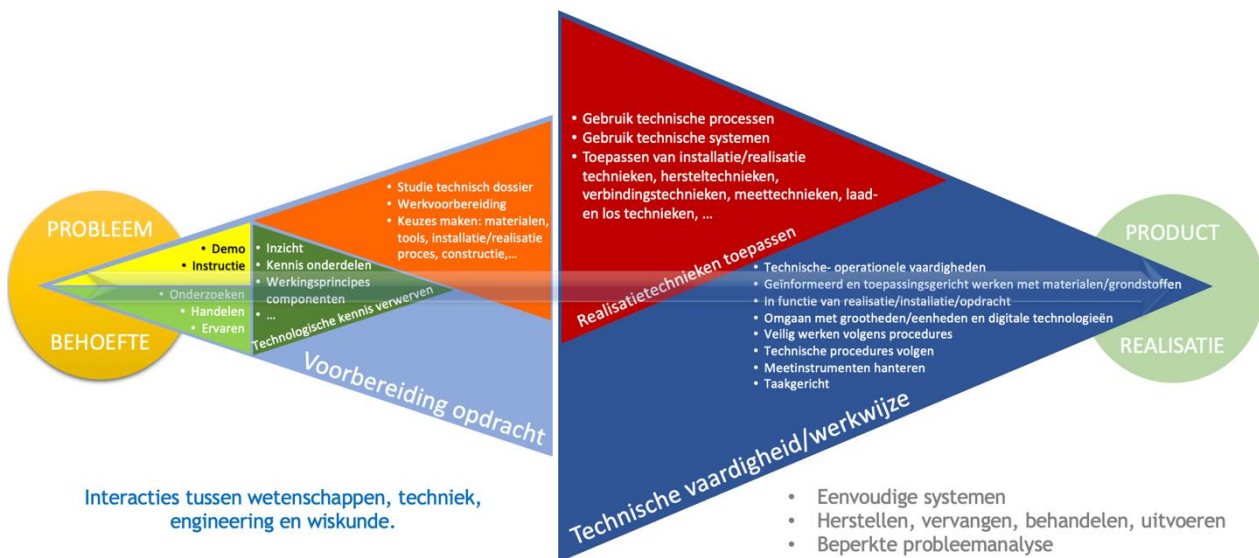 PROBLEEM
BEHOEFTE
• Demo
• Instructie
• Onderzoeken
• Handelen
• Ervaren
• Inzicht
• Kennis onderdelen
• Werkingsprincipes
componenten
• ...
Technologische kennis verwerven
• Studie technisch dossier
• Werkvoorbereiding
• Keuzes maken: materialen,
tools, installatie/realisatie
proces, constructie,...
Voorbereiding opdracht
• Gebruik technische processen
• Gebruik technische systemen
• Toepassen van installatie/realisatie
technieken, hersteltechnieken,
verbindingstechnieken, meettechnieken, laad-
en los technieken, ...
Realisatietechnieken toepassen
• Technische- operationele vaardigheden
• Geïnformeerd en toepassingsgericht werken met materialen/grondstoffen
• In functie van realisatie/installatie/opdracht
• Omgaan met grootheden/eenheden en digitale technologieën
• Veilig werken volgens procedures
• Technische procedures volgen
• Meetinstrumenten hanteren
• Taakgericht
Technische vaardigheid/werkwijze
PRODUCT
REALISATIE
Interacties tussen wetenschappen, techniek,
engineering en wiskunde.
• Eenvoudige systemen
• Herstellen, vervangen, behandelen, uitvoeren
• Beperkte probleemanalyse